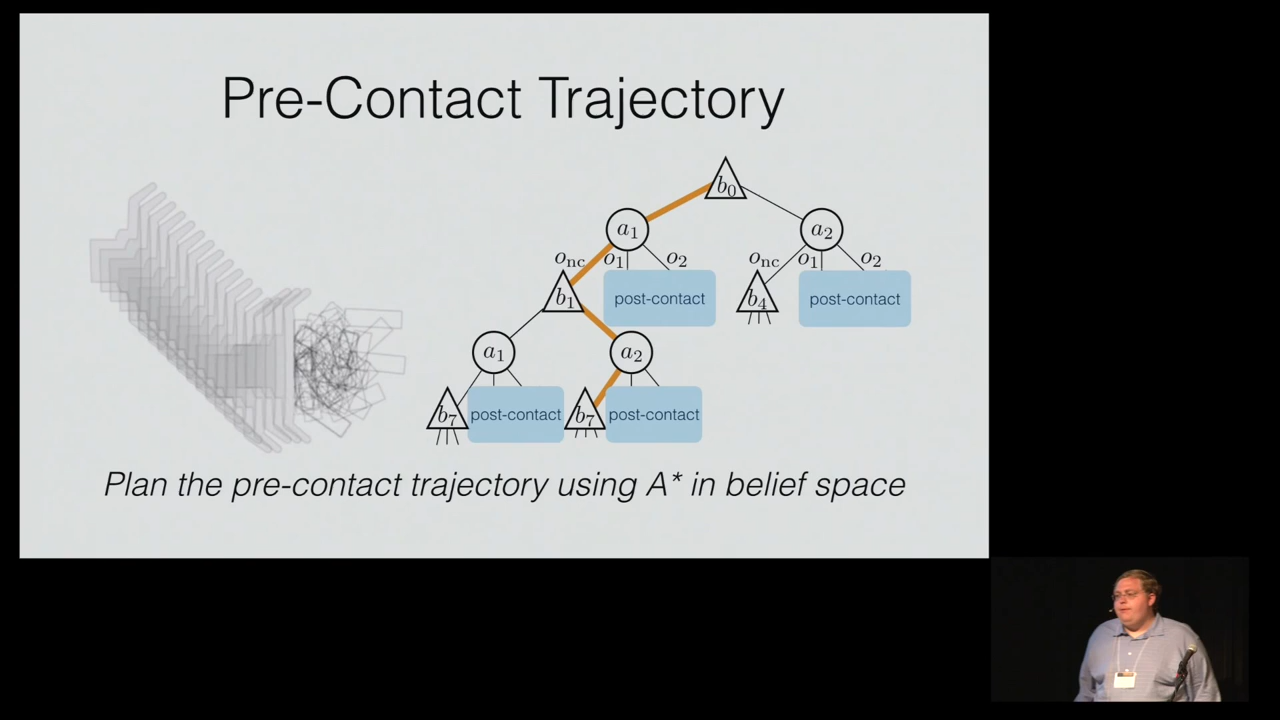 Pre-Contact Trajectory
b0
a1 a2
onc o1 o2 onc o1 o2
b1 post-contact b4 post-contact
a1 a2
b7 post-contact b7 post-contact
Plan the pre-contact trajectory using A* in belief space